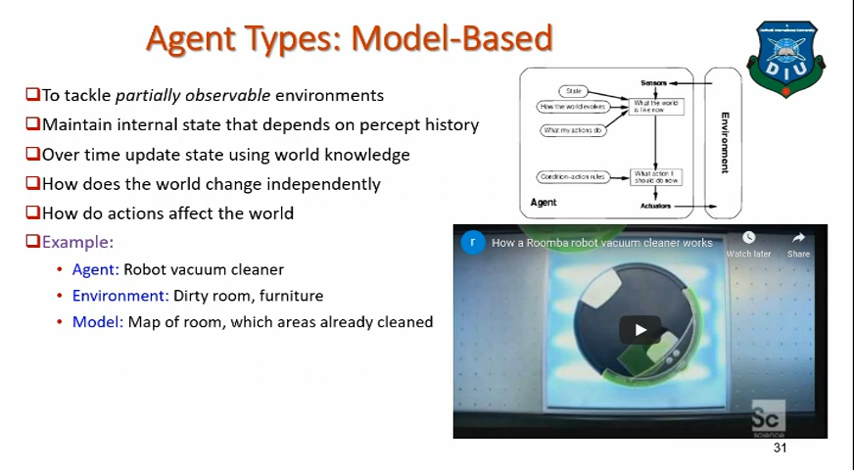 Agent Types: Model-Based
DIU
To tackle partially observable environments
Maintain internal state that depends on percept history
Over time update state using world knowledge
How does the world change independently
How do actions affect the world
Example:
Agent: Robot vacuum cleaner
Environment: Dirty room, furniture
Model: Map of room, which areas already cleaned
Sensors
State
How the world evolves
What the world
is like now
What my actions do
Condition-action rules
What action I
should do now
Agent
Actuators
Environment
r
How a Roomba robot vacuum cleaner works
Watch later
Share
Sc
science
31